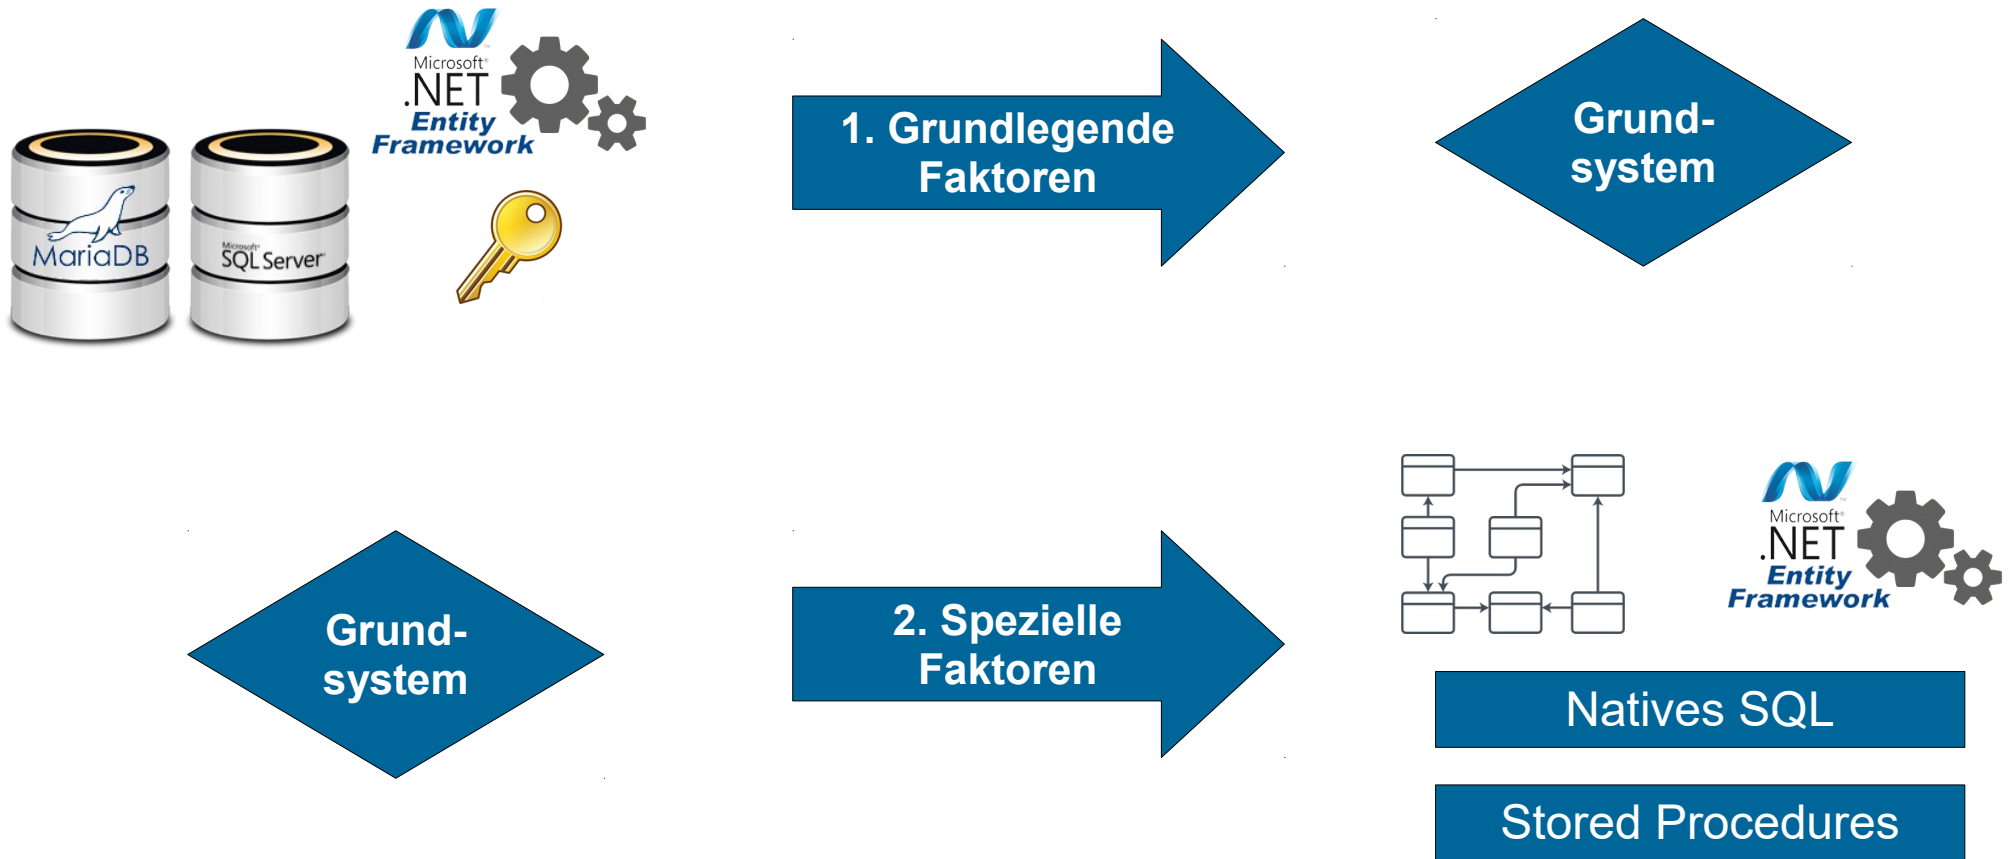 Microsoft®
.NET
Entity
Framework
MariaDB
Microsoft®
SQL Server
1. Grundlegende
Faktoren
Grund-
system
Grund-
system
2. Spezielle
Faktoren
Microsoft®
.NET
Entity
Framework
Natives SQL
Stored Procedures